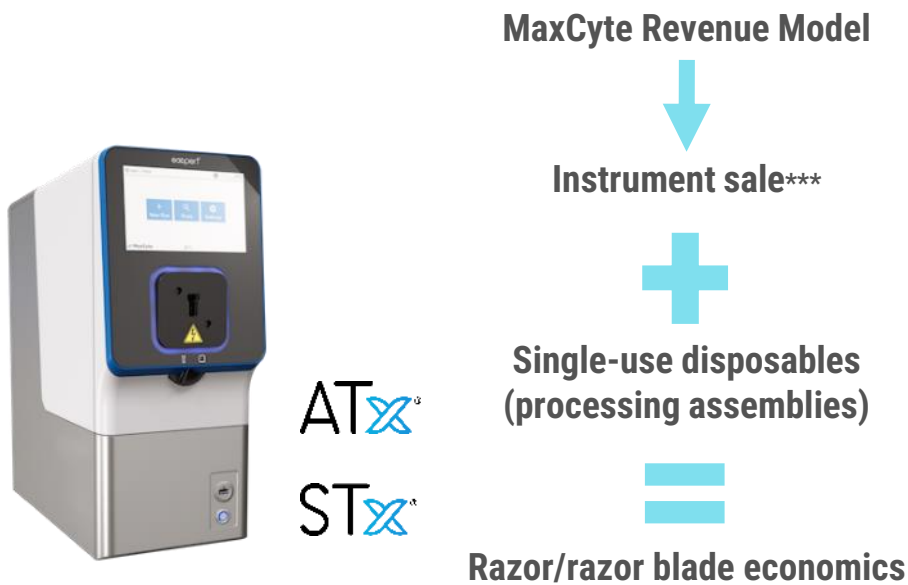 MaxCyte Revenue Model
Instrument sale***
Single-use disposables
(processing assemblies)
Razor/razor blade economics
ATx
STx